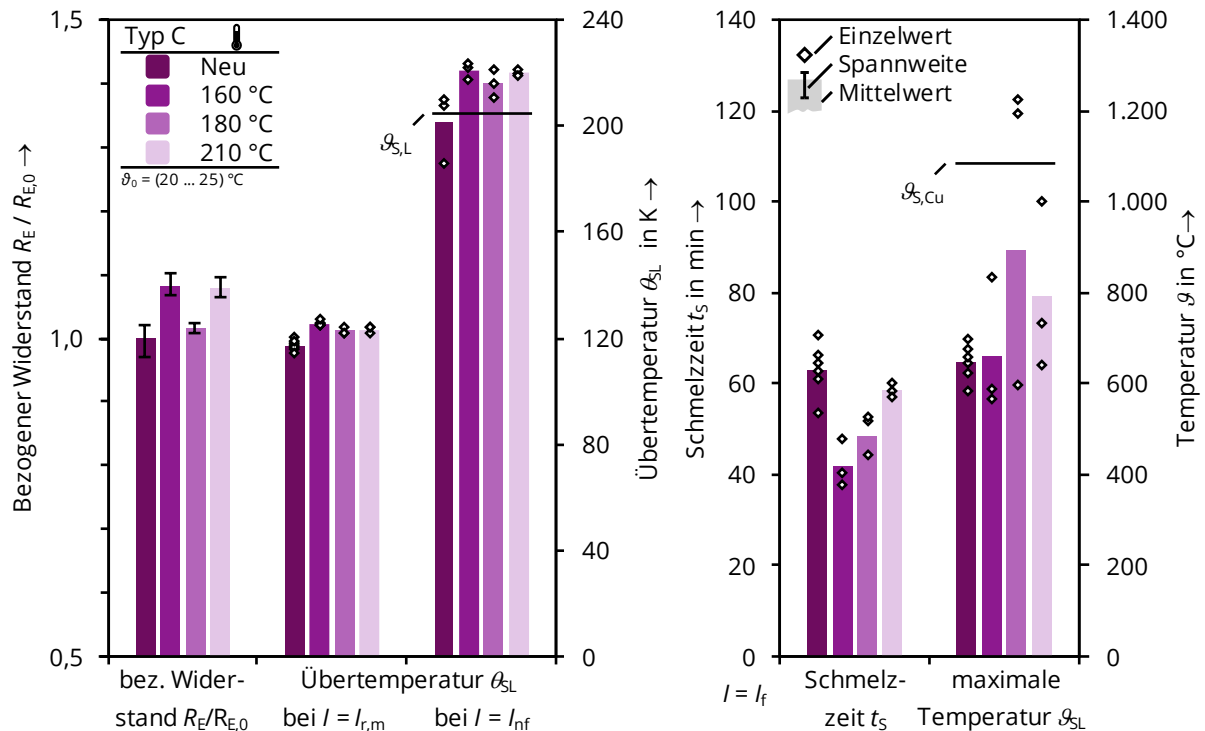 Bezogener Widerstand R_E / R_E,0 →
1,5
1,0
0,5
Typ C
Neu
160 °C
180 °C
210 °C
ϑ₀ = (20 ... 25) °C
ϑ_S,L
240
200
160
120
80
40
0
Übertemperatur θ_SL in K →
bez. Wider-
stand R_E/R_E,0
Übertemperatur θ_SL
bei I = I_r,m
bei I = I_nf
Schmelzzeit t_S in min →
140
120
100
80
60
40
20
0
Einzelwert
Spannweite
Mittelwert
ϑ_S,Cu
1.400
1.200
1.000
800
600
400
200
0
Temperatur ϑ in °C→
I = I_f
Schmelz-
zeit t_S
maximale
Temperatur ϑ_SL